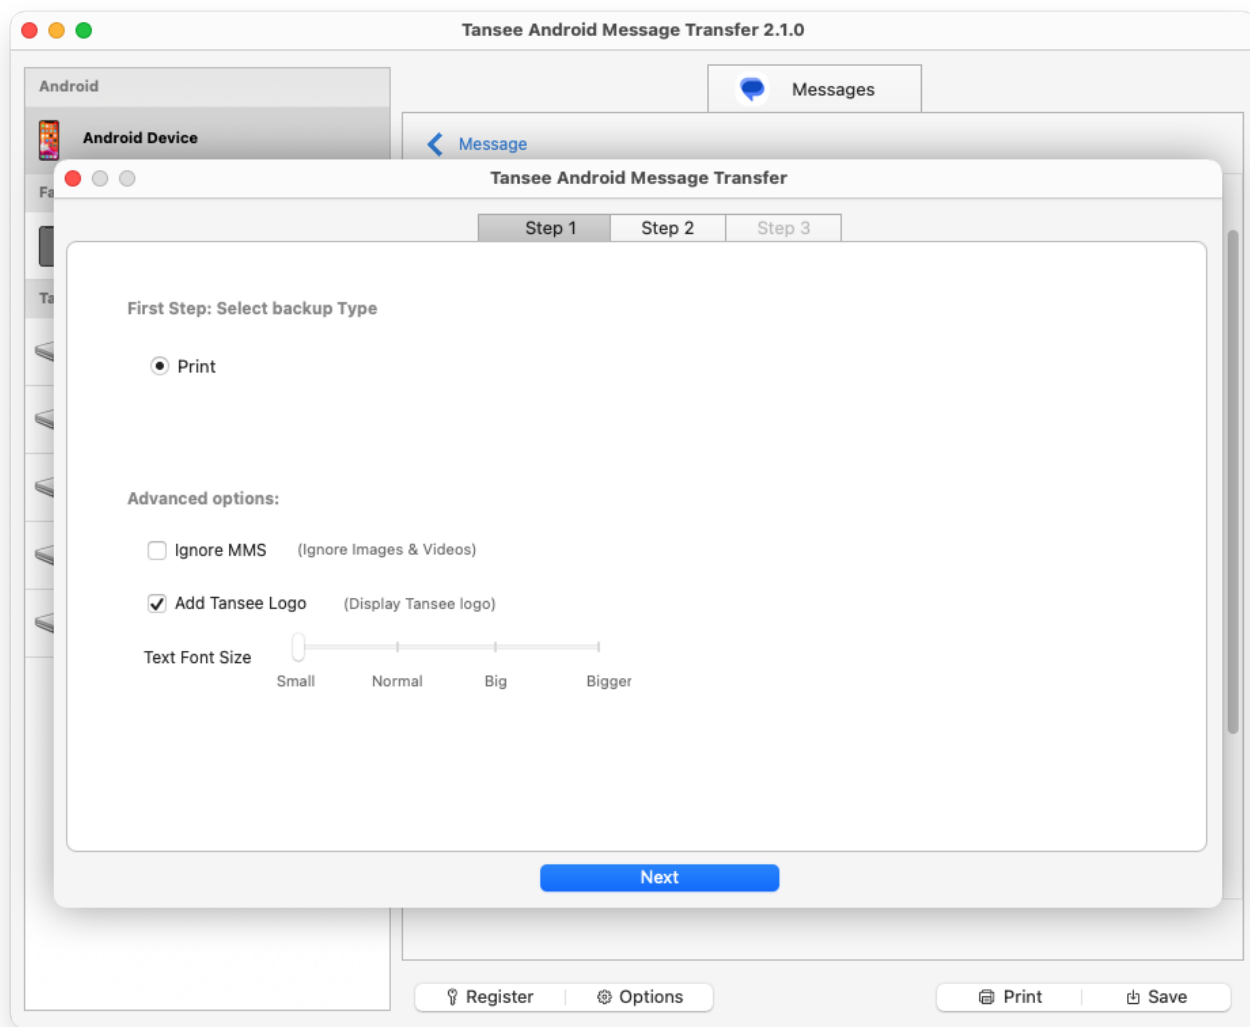 Tansee Android Message Transfer 2.1.0
Android
Messages
Android Device
Message
Fa
Tansee Android Message Transfer
Step 1
Step 2
Step 3
Ta
First Step: Select backup Type
Print
Advanced options:
Ignore MMS (Ignore Images & Videos)
Add Tansee Logo (Display Tansee logo)
Text Font Size
Small Normal Big Bigger
Next
Register Options Print Save